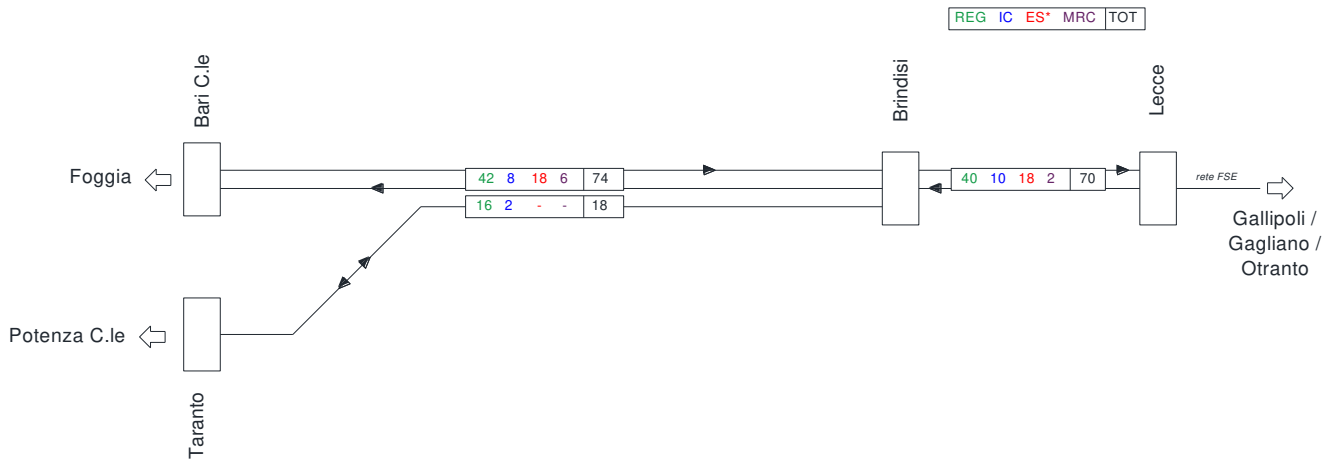 REG IC ES* MRC TOT
Bari C.le
Brindisi
Lecce
Foggia
42 8 18 6 74
40 10 18 2 70
rete FSE
16 2 - - 18
Gallipoli /
Gagliano /
Otranto
Potenza C.le
Taranto